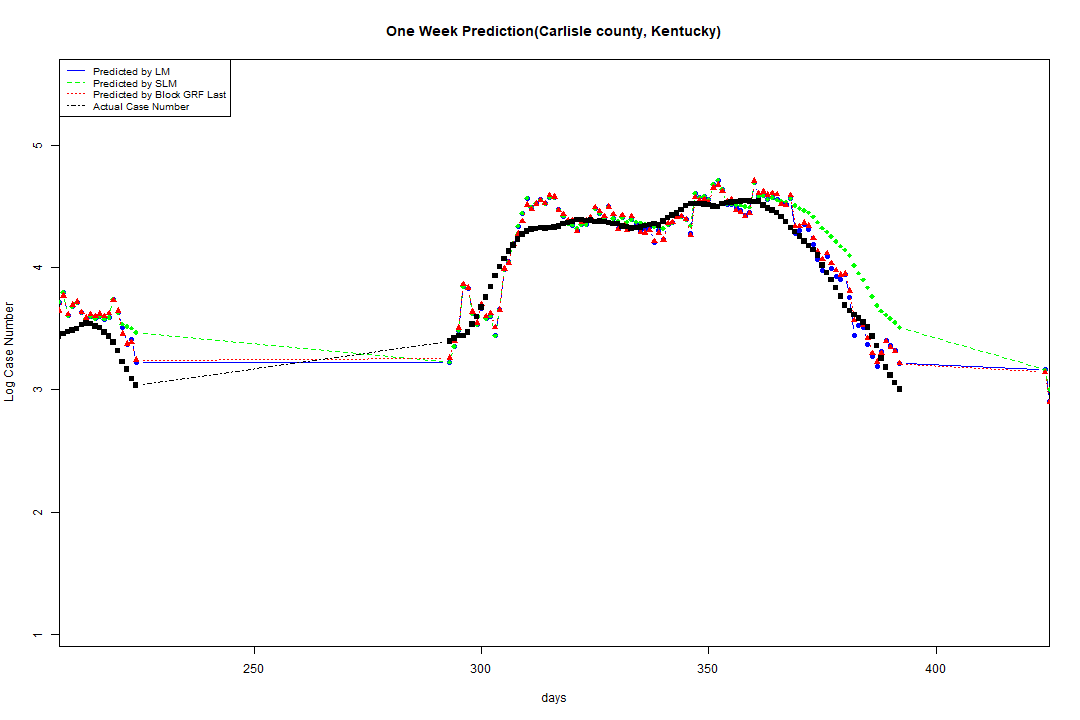 One Week Prediction(Carlisle county, Kentucky)
Predicted by LM
Predicted by SLM
Predicted by Block GRF Last
Actual Case Number
5
4
3
2
1
Log Case Number
250 300 350 400
days